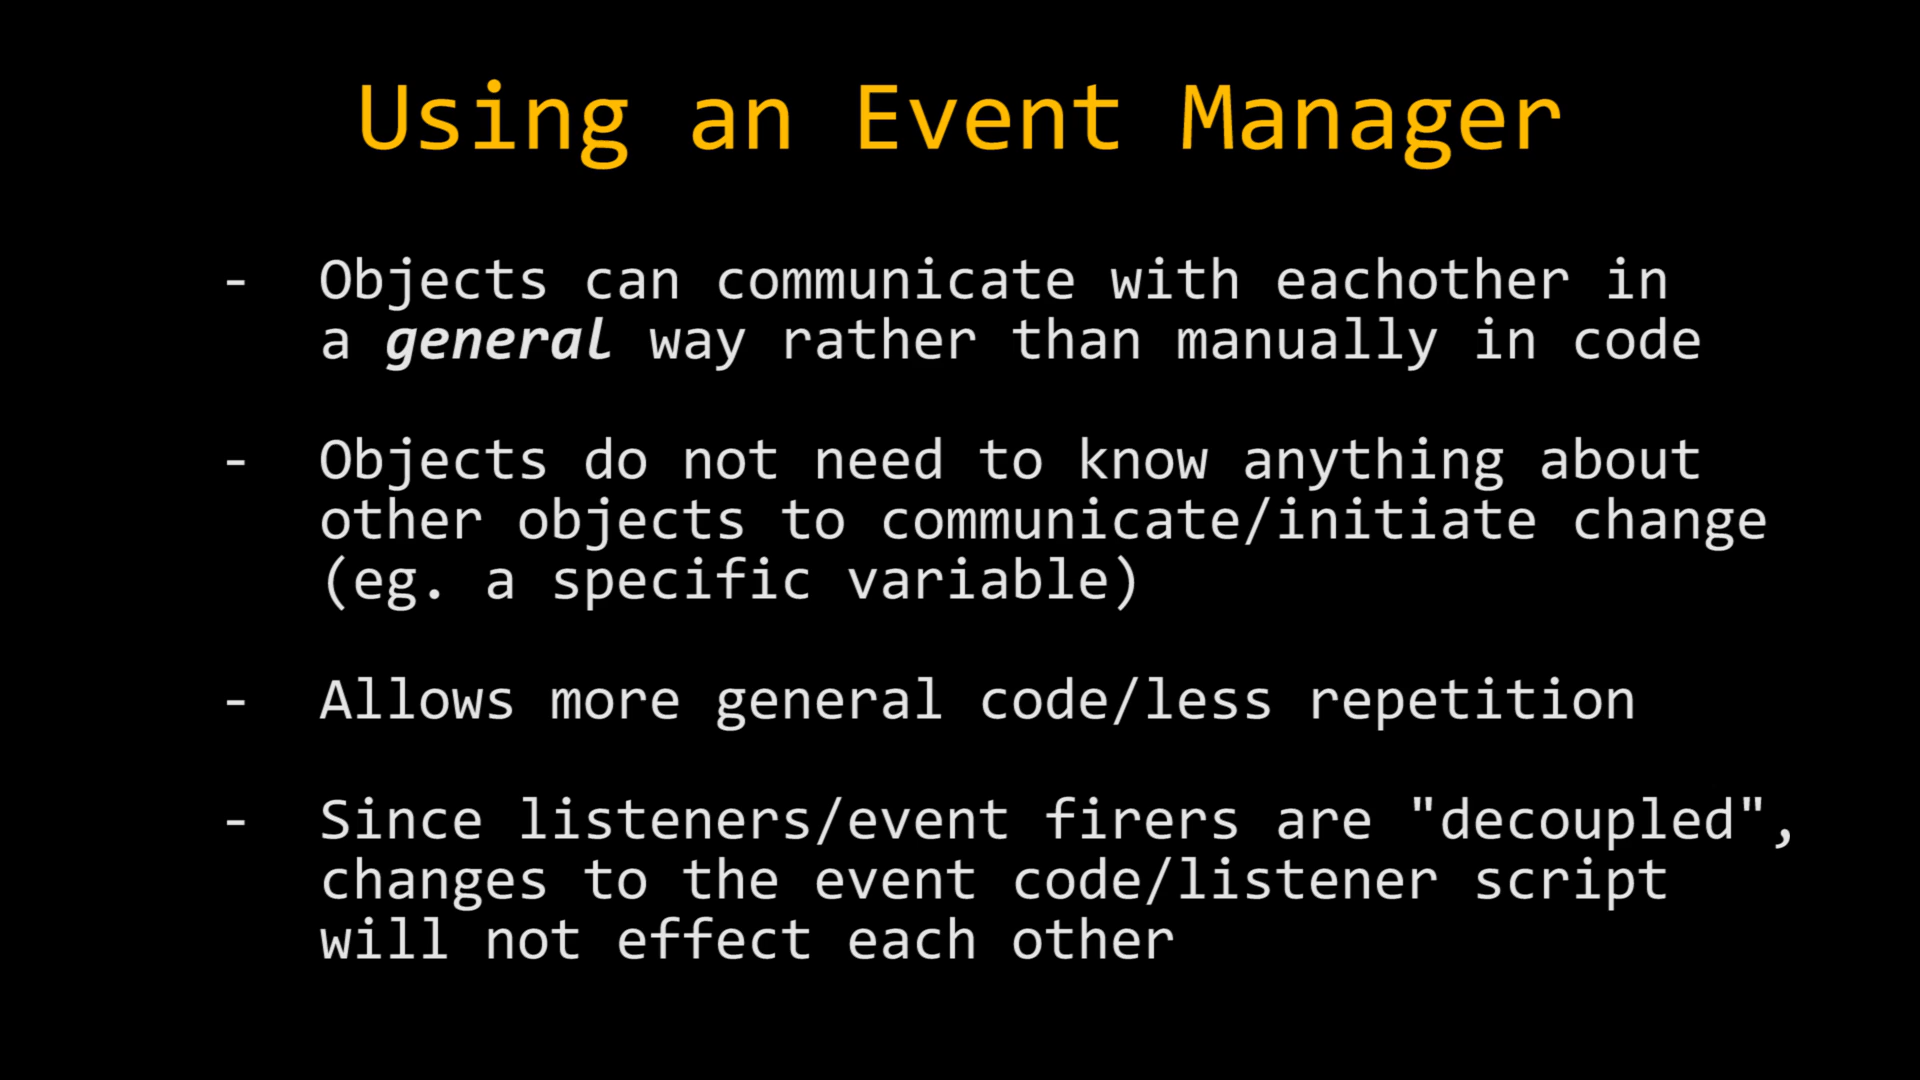 Using an Event Manager
- Objects can communicate with eachother in
a general way rather than manually in code
- Objects do not need to know anything about
other objects to communicate/initiate change
(eg. a specific variable)
- Allows more general code/less repetition
- Since listeners/event firers are "decoupled",
changes to the event code/listener script
will not effect each other